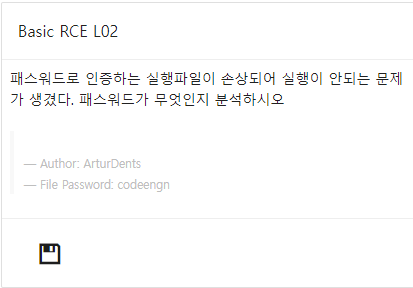 Basic RCE L02
패스워드로 인증하는 실행파일이 손상되어 실행이 안되는 문제
가 생겼다. 패스워드가 무엇인지 분석하시오
— Author: ArturDents
— File Password: codeengn